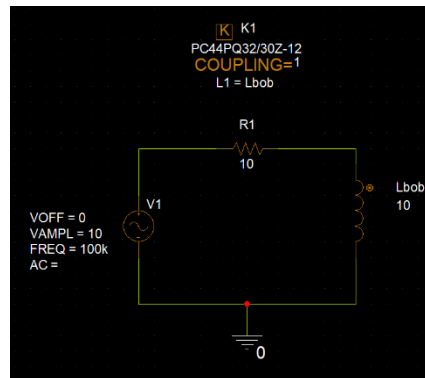 K K1
PC44PQ32/30Z-12
COUPLING=1
L1 = Lbob
R1
10
V1
VOFF = 0
VAMPL = 10
FREQ = 100k
AC =
Lbob
10
0